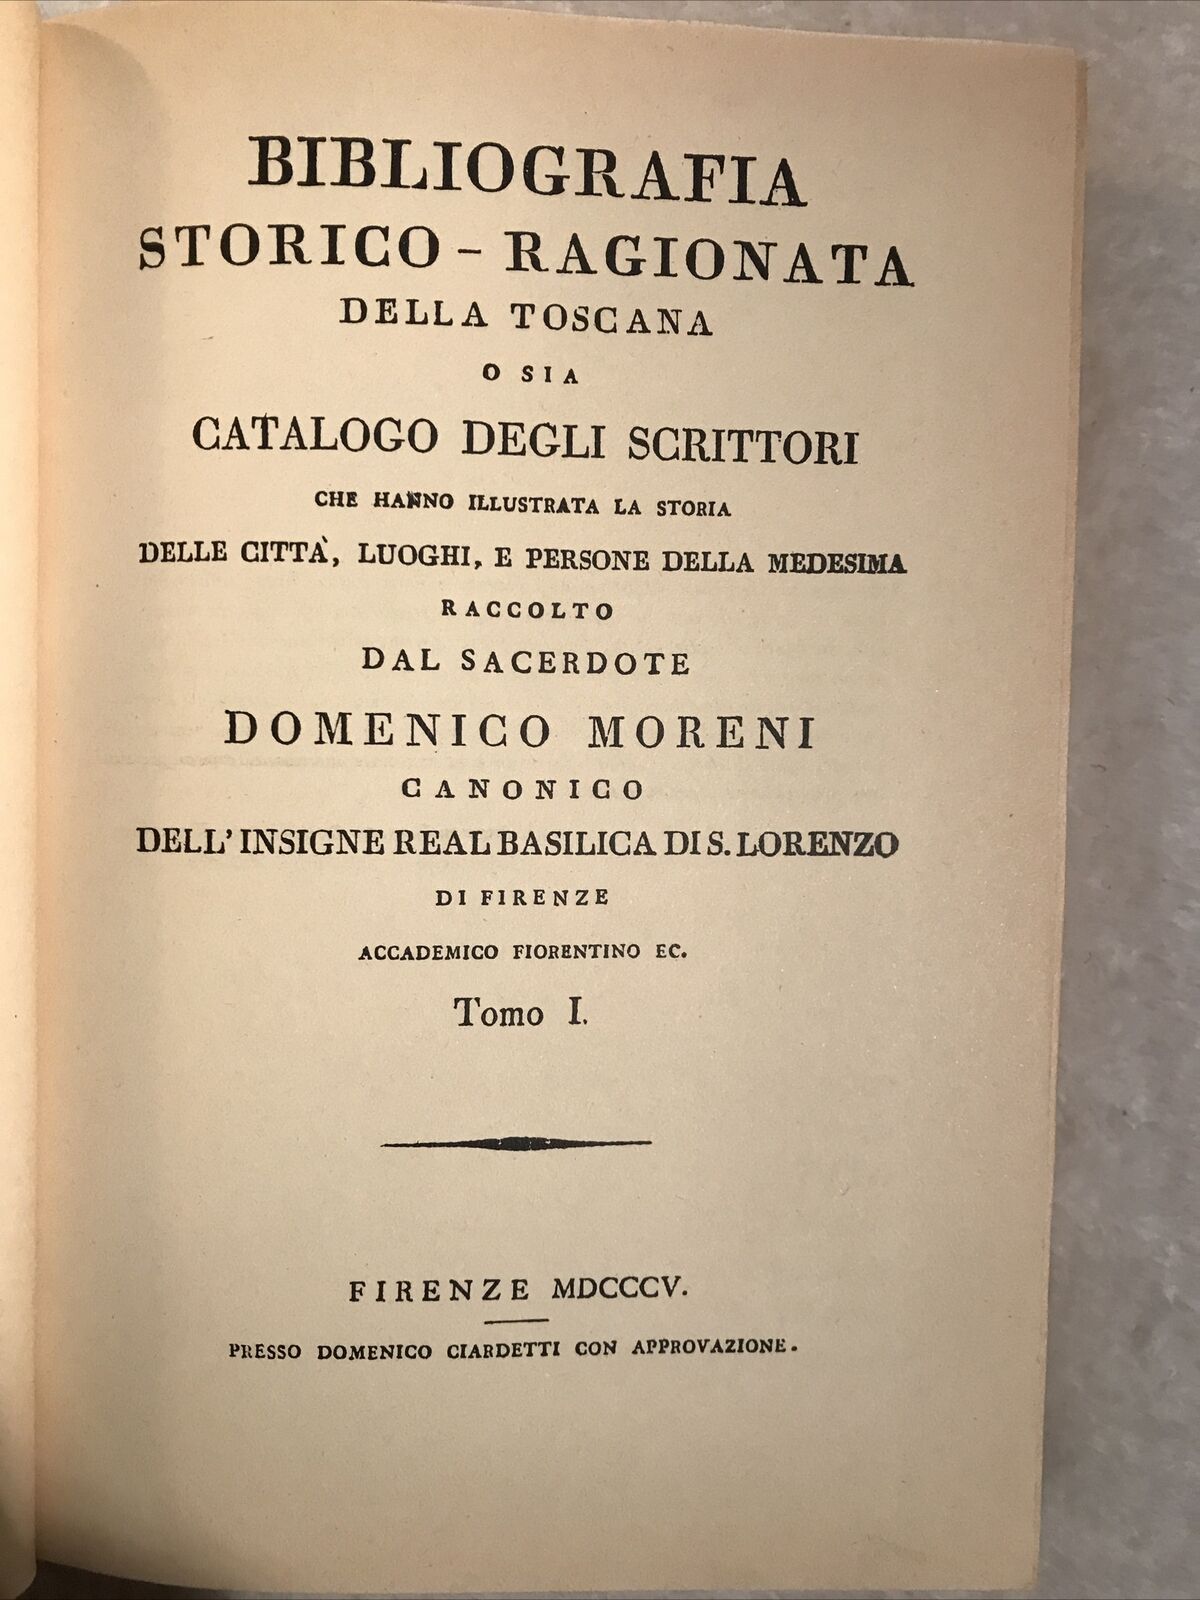 BIBLIOGRAFIA
STORICO - RAGIONATA
DELLA TOSCANA
O SIA
CATALOGO DEGLI SCRITTORI
CHE HANNO ILLUSTRATA LA STORIA
DELLE CITTÀ, LUOGHI, E PERSONE DELLA MEDESIMA
RACCOLTO
DAL SACERDOTE
DOMENICO MORENI
CANONICO
DELL' INSIGNE REAL BASILICA DI S. LORENZO
DI FIRENZE
ACCADEMICO FIORENTINO EC.
Tomo I.
FIRENZE MDCCCV.
PRESSO DOMENICO CIARDETTI CON APPROVAZIONE.